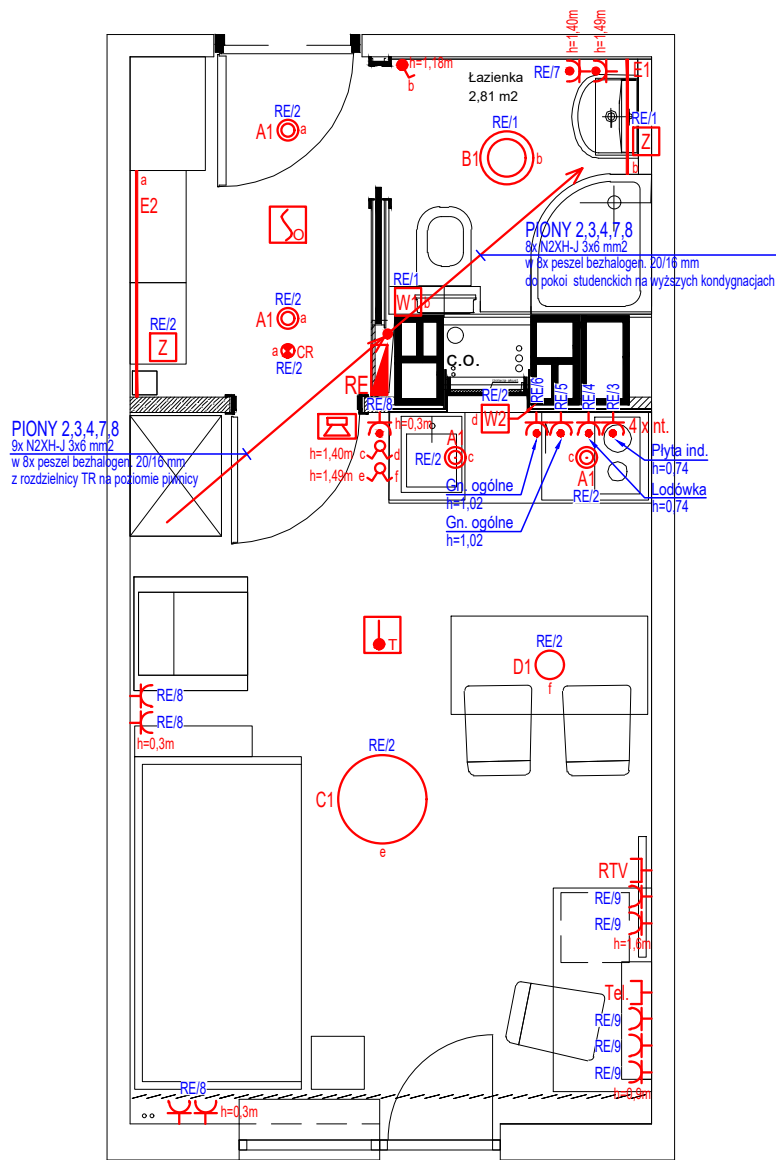 h=1,40m
h=1,49m
h=1,18m
b
RE/7
E1
Łazienka
2,81 m2
RE/2
A1
a
RE/1
B1
b
RE/1
Z
b
a
E2
O
PIONY 2,3,4,7,8
8x N2XH-J 3x6 mm2
w 8x peszel bezhalogen. 20/16 mm
do pokoi studenckich na wyższych kondygnacjach
RE/1
W1
b
RE/2
A1
a
RE/2
Z
a
CR
RE/2
C.O.
RE
RE/8
RE/2
W2
d
RE/6
RE/5
RE/4
RE/3
4 x nt.
h=0,3m
PIONY 2,3,4,7,8
9x N2XH-J 3x6 mm2
w 8x peszel bezhalogen. 20/16 mm
z rozdzielnicy TR na poziomie piwnicy
h=1,40m
c
d
h=1,49m
e
f
A1
RE/2
c
c
A1
RE/2
Płyta ind.
h=0,74
Lodówka
h=0,74
Gn. ogólne
h=1,02
Gn. ogólne
h=1,02
T
RE/2
D1
f
RE/8
RE/8
h=0,3m
RE/2
C1
e
RTV
RE/9
RE/9
h=1,6m
Tel.
RE/9
RE/9
RE/9
h=0,9m
RE/8
h=0,3m